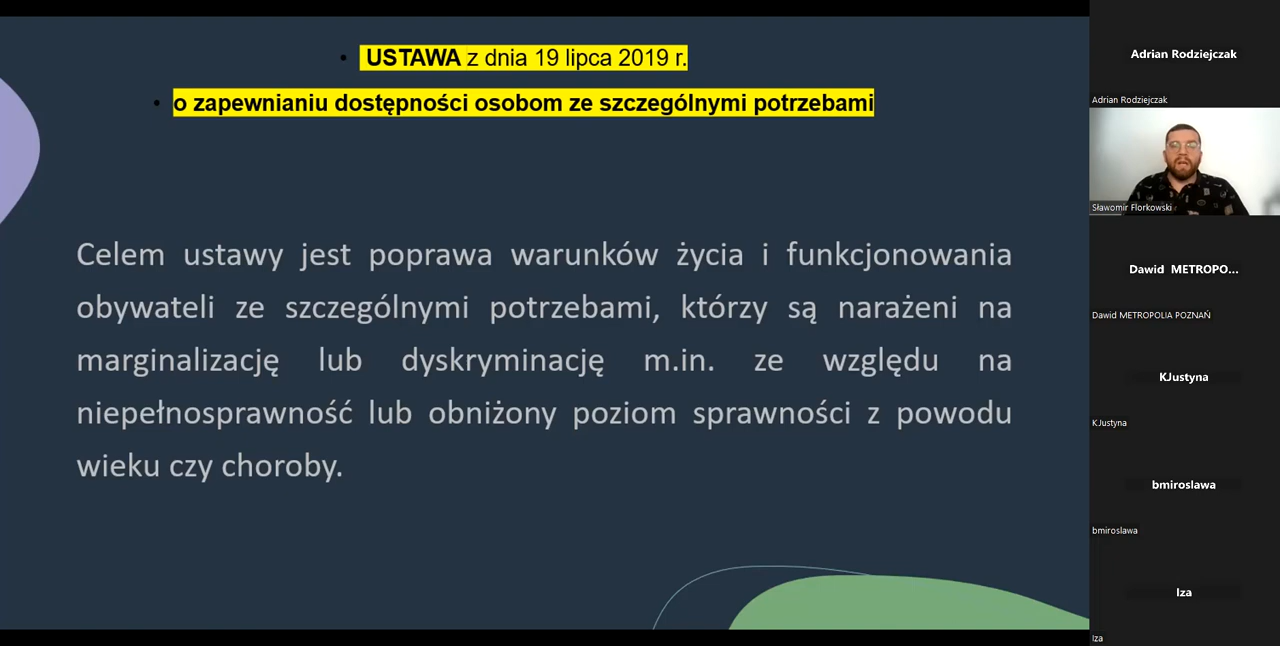 • USTAWA z dnia 19 lipca 2019 r.
• o zapewnianiu dostępności osobom ze szczególnymi potrzebami
Celem ustawy jest poprawa warunków życia i funkcjonowania
obywateli ze szczególnymi potrzebami, którzy są narażeni na
marginalizację lub dyskryminację m.in. ze względu na
niepełnosprawność lub obniżony poziom sprawności z powodu
wieku czy choroby.
Adrian Rodziejczak
Adrian Rodziejczak
Sławomir Florkowski
Dawid METROPO...
Dawid METROPOLIA POZNAŃ
KJustyna
KJustyna
bmiroslawa
bmiroslawa
Iza
Iza